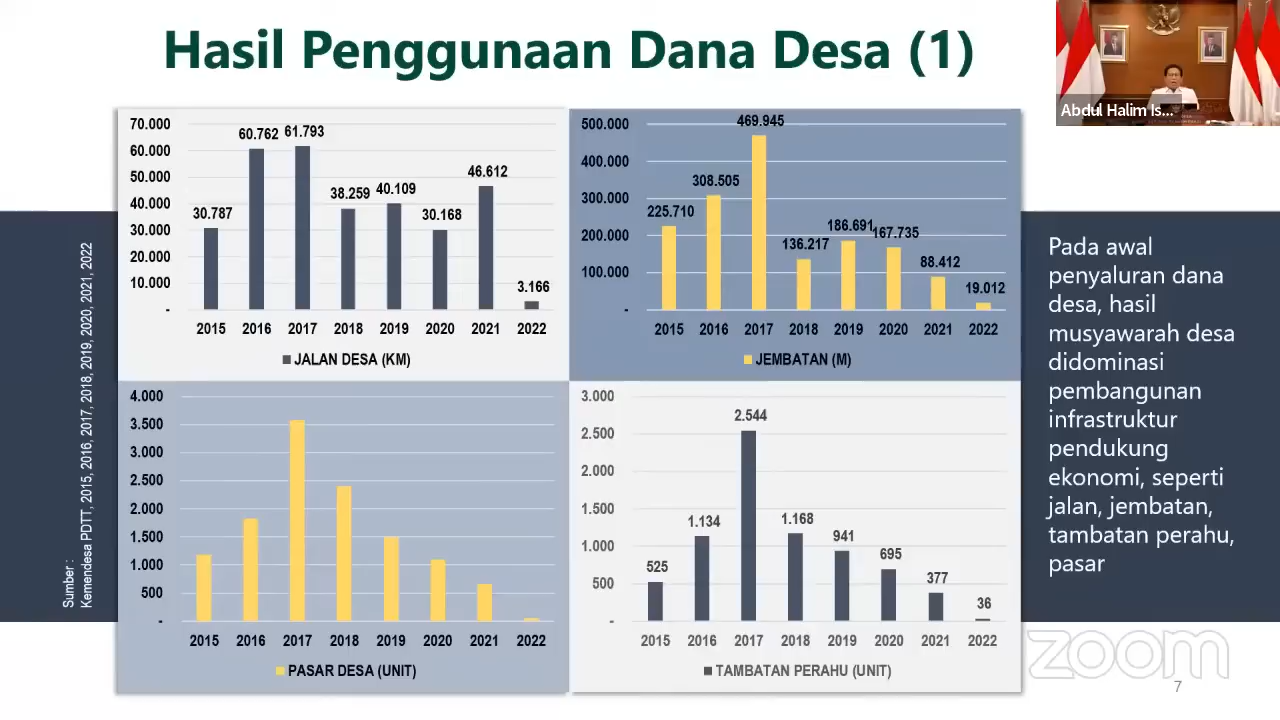 Hasil Penggunaan Dana Desa (1)
Abdul Halim Is...
70.000
60.000
50.000
40.000
30.000
20.000
10.000
-
30.787
60.762
61.793
38.259
40.109
30.168
46.612
3.166
2015 2016 2017 2018 2019 2020 2021 2022
JALAN DESA (KM)
500.000
400.000
300.000
200.000
100.000
-
225.710
308.505
469.945
136.217
186.691
167.735
88.412
19.012
2015 2016 2017 2018 2019 2020 2021 2022
JEMBATAN (M)
4.000
3.500
3.000
2.500
2.000
1.500
1.000
500
-
2015 2016 2017 2018 2019 2020 2021 2022
PASAR DESA (UNIT)
3.000
2.500
2.000
1.500
1.000
500
-
525
1.134
2.544
1.168
941
695
377
36
2015 2016 2017 2018 2019 2020 2021 2022
TAMBATAN PERAHU (UNIT)
Sumber :
Kemendesa PDTT, 2015, 2016, 2017, 2018, 2019, 2020, 2021, 2022
Pada awal
penyaluran dana
desa, hasil
musyawarah desa
didominasi
pembangunan
infrastruktur
pendukung
ekonomi, seperti
jalan, jembatan,
tambatan perahu,
pasar
zoom
7